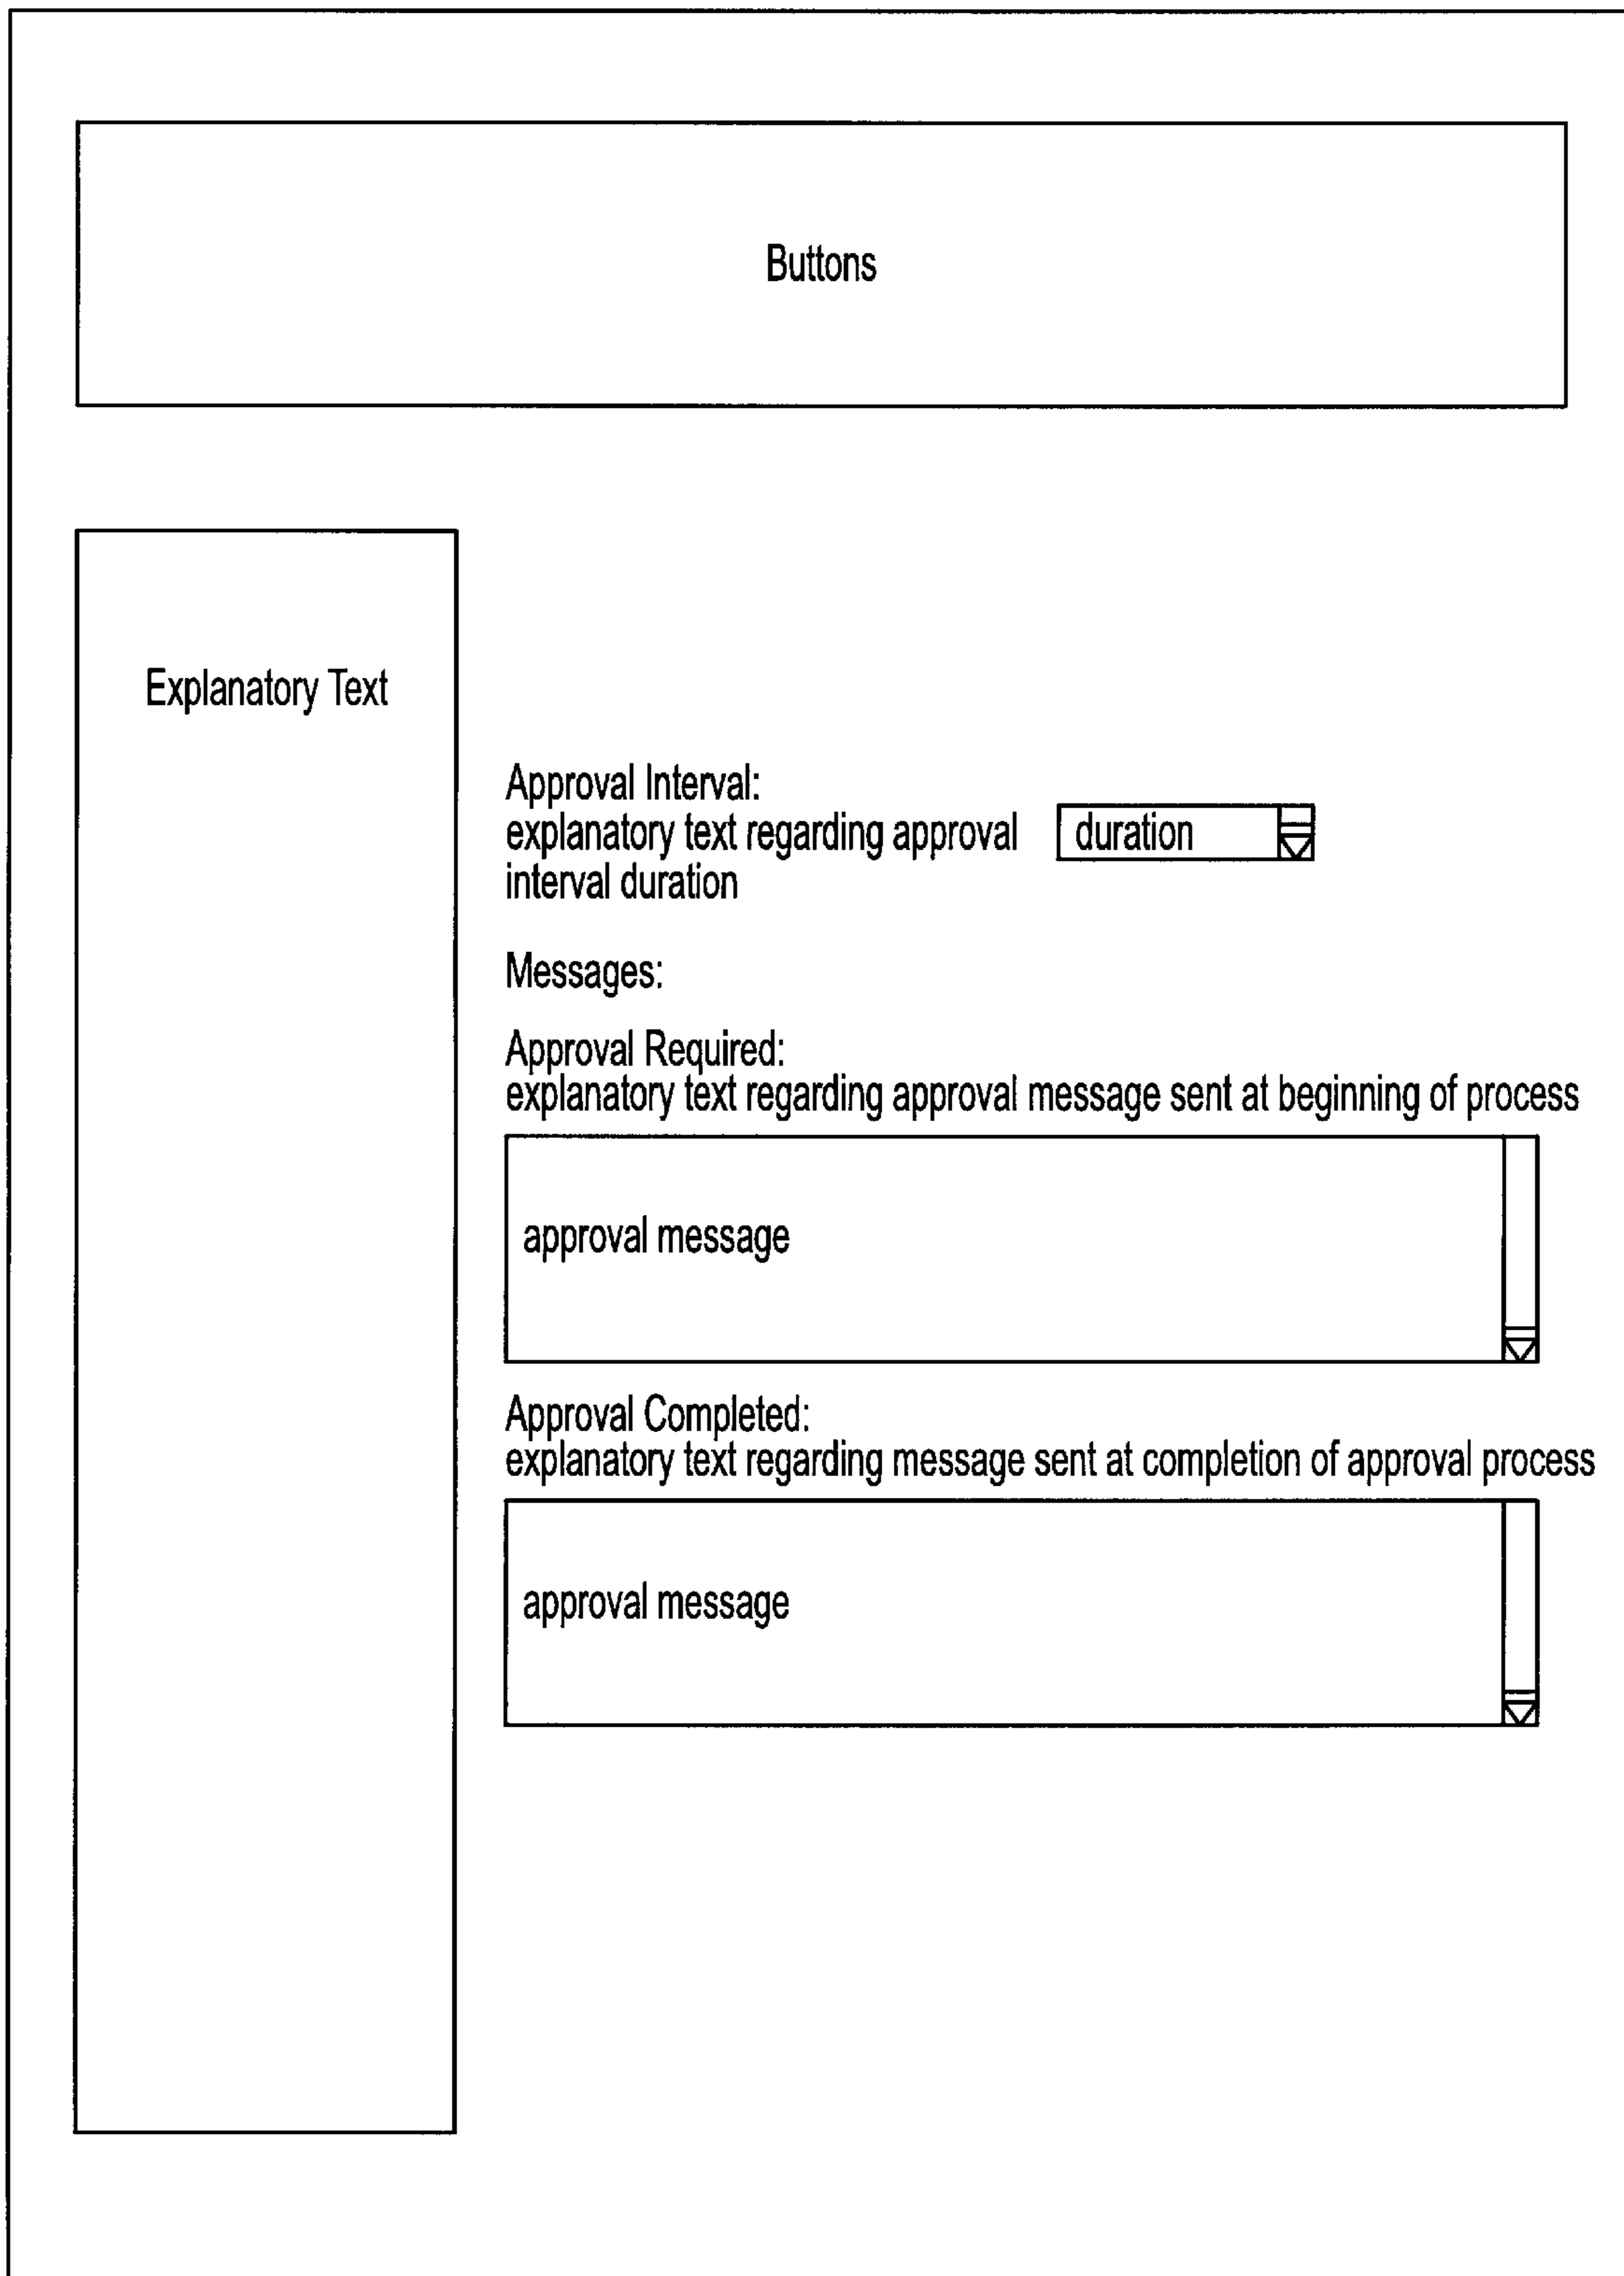 Buttons
Explanatory Text
Approval Interval:
explanatory text regarding approval
interval duration
duration
Messages:
Approval Required:
explanatory text regarding approval message sent at beginning of process
approval message
Approval Completed:
explanatory text regarding message sent at completion of approval process
approval message